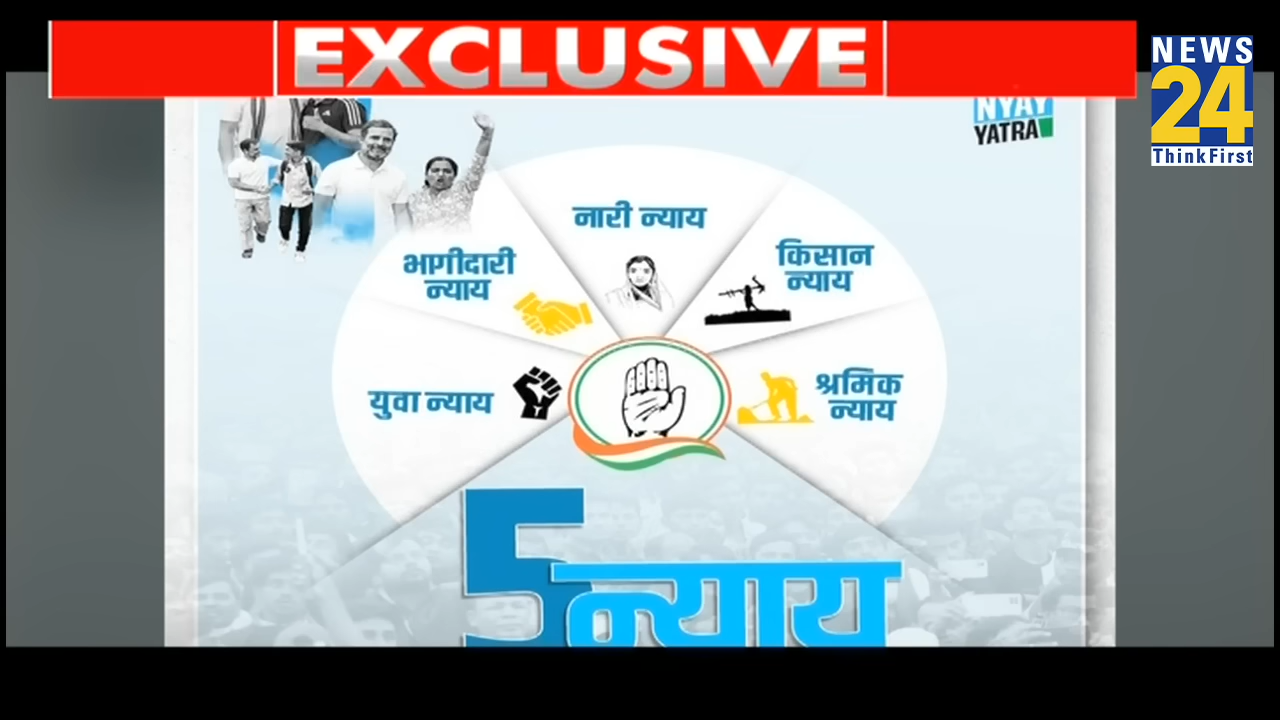 EXCLUSIVE
NEWS
24
ThinkFirst
NYAY
YATRA
नारी न्याय
भागीदारी
न्याय
किसान
न्याय
युवा न्याय
श्रमिक
न्याय
5 न्याय